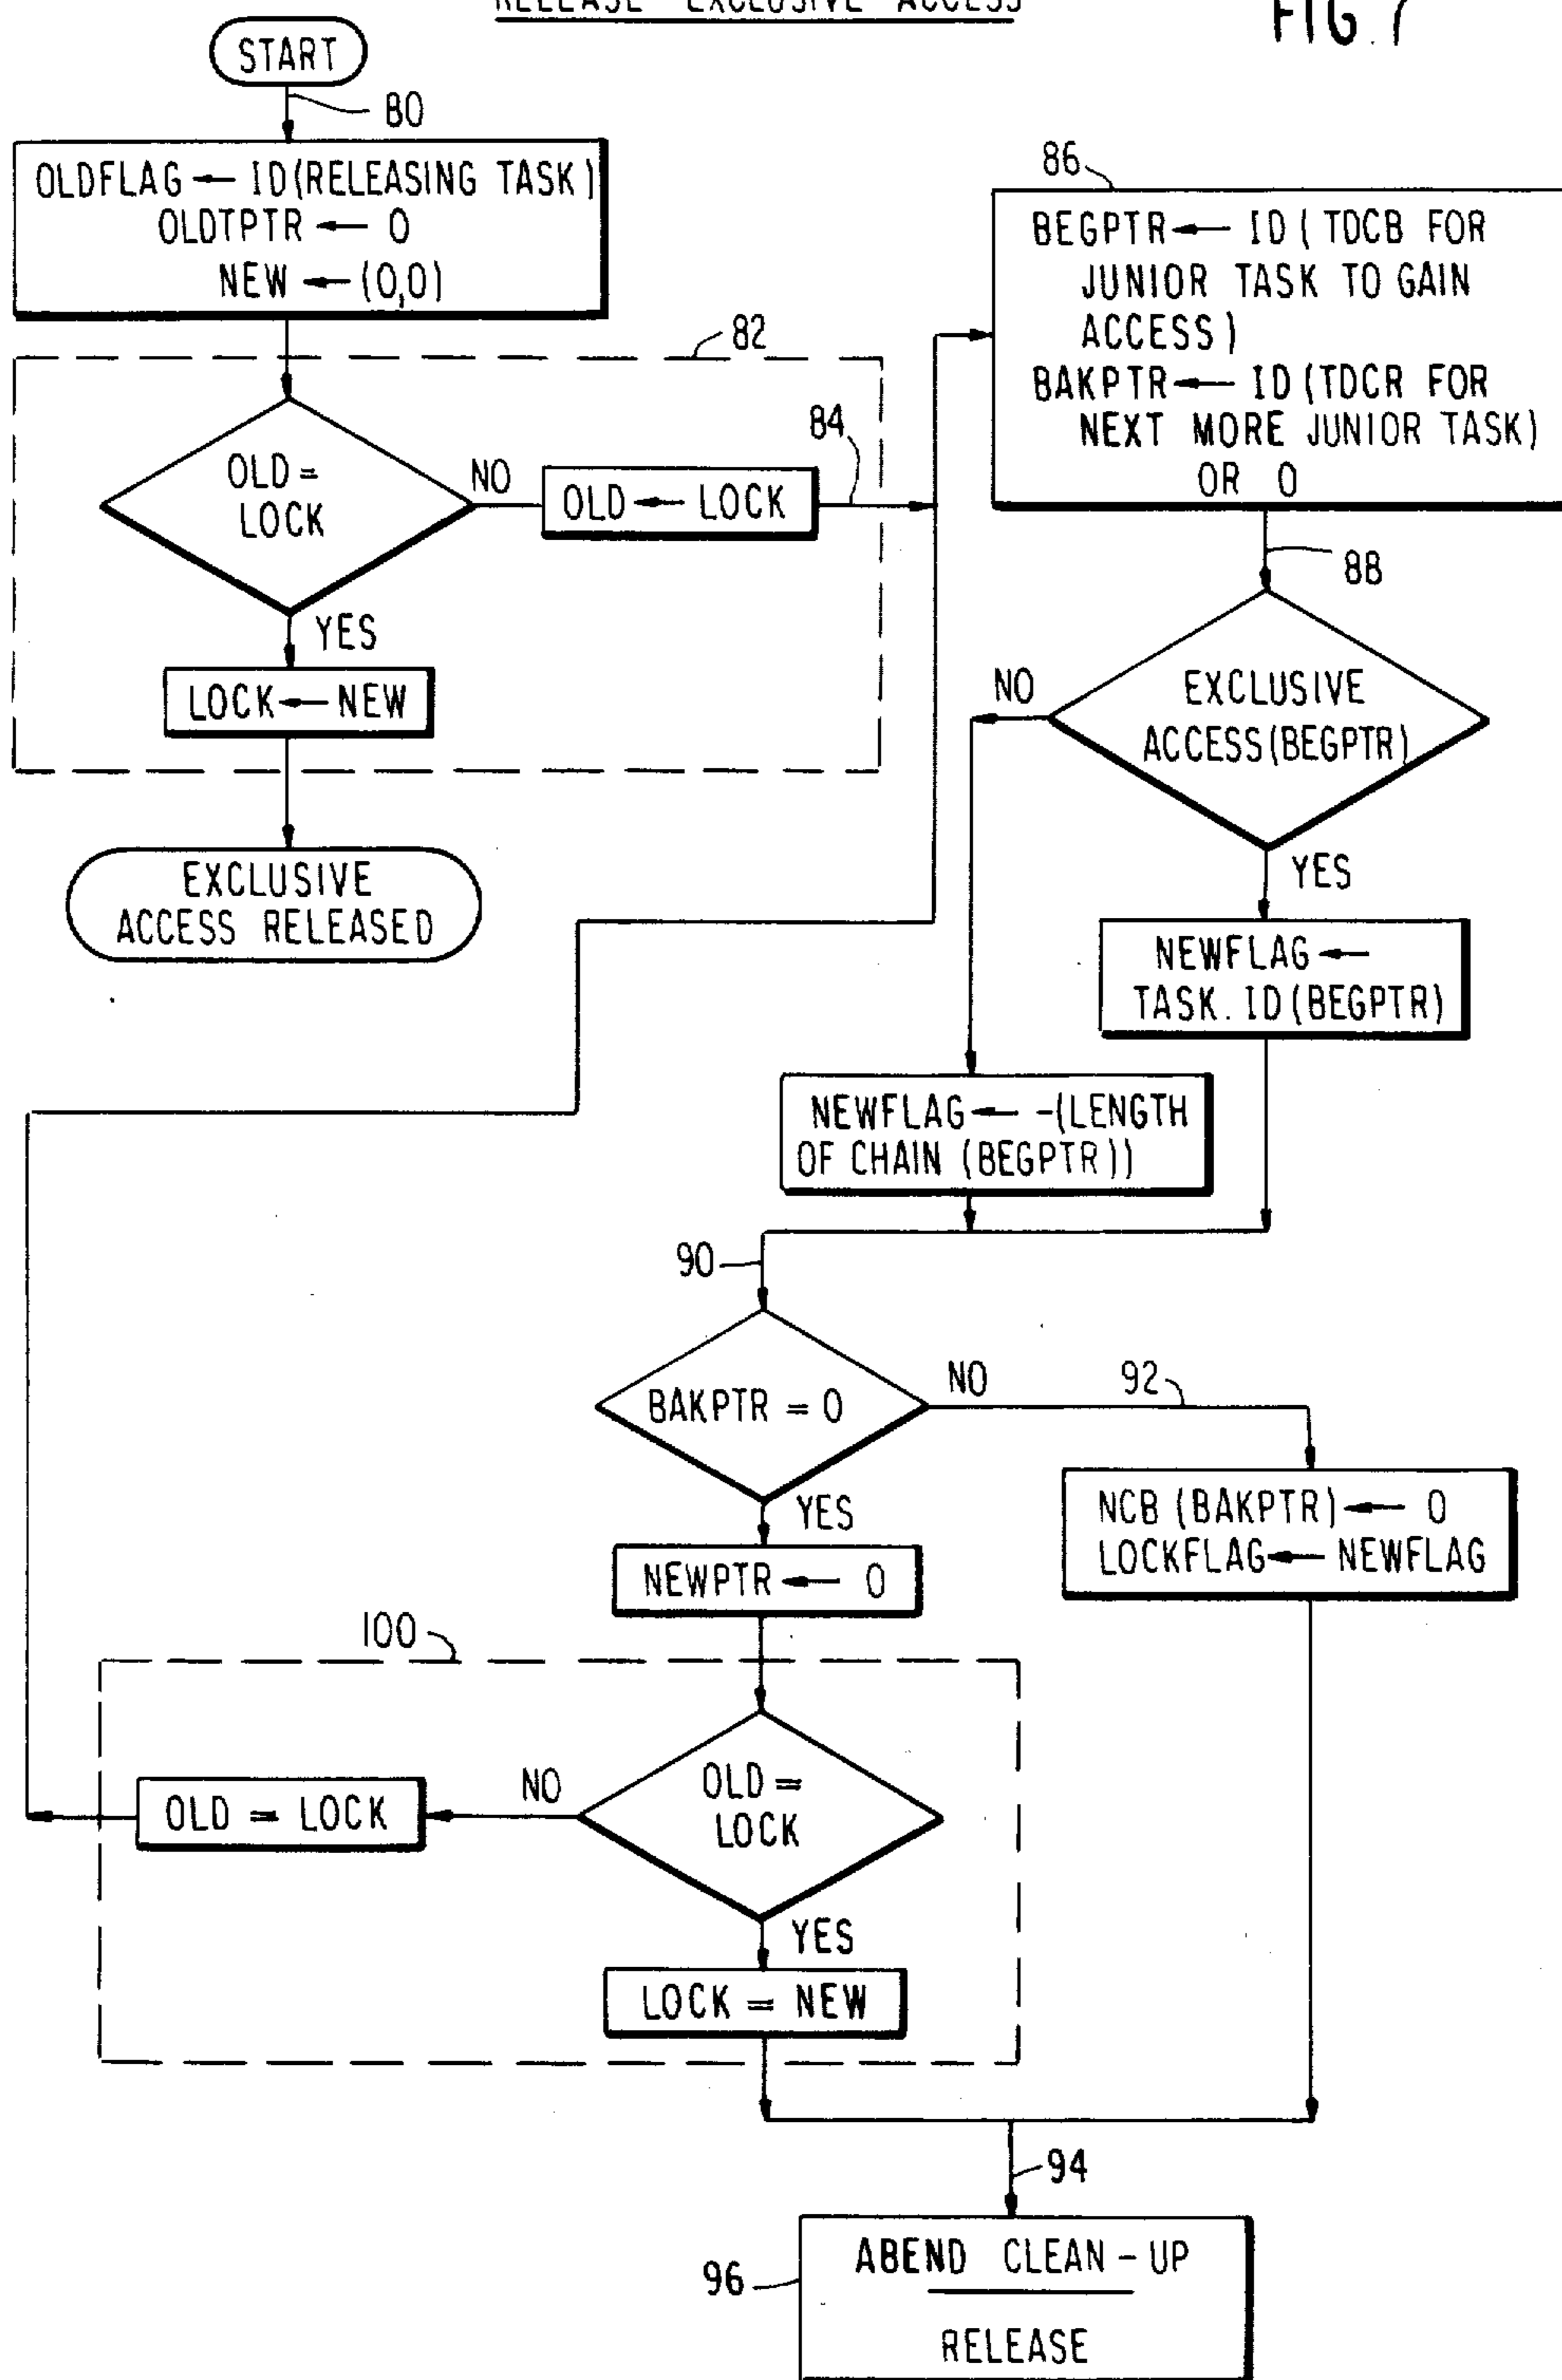 RELEASE EXCLUSIVE ACCESS
FIG. 7
START
80
OLDFLAG ← ID(RELEASING TASK)
OLDTPTR ← 0
NEW ← (0,0)
82
OLD =
LOCK
NO
OLD ← LOCK
84
YES
LOCK ← NEW
EXCLUSIVE
ACCESS RELEASED
86
BEGPTR ← ID ( TDCB FOR
JUNIOR TASK TO GAIN
ACCESS )
BAKPTR ← ID (TDCR FOR
NEXT MORE JUNIOR TASK)
OR 0
88
EXCLUSIVE
ACCESS(BEGPTR)
NO
YES
NEWFLAG ←
TASK. ID(BEGPTR)
NEWFLAG ← -(LENGTH
OF CHAIN (BEGPTR))
90
BAKPTR = 0
NO
92
NCB (BAKPTR) ← 0
LOCKFLAG ← NEWFLAG
YES
NEWPTR ← 0
100
OLD =
LOCK
NO
OLD = LOCK
YES
LOCK = NEW
94
96
ABEND CLEAN-UP
RELEASE